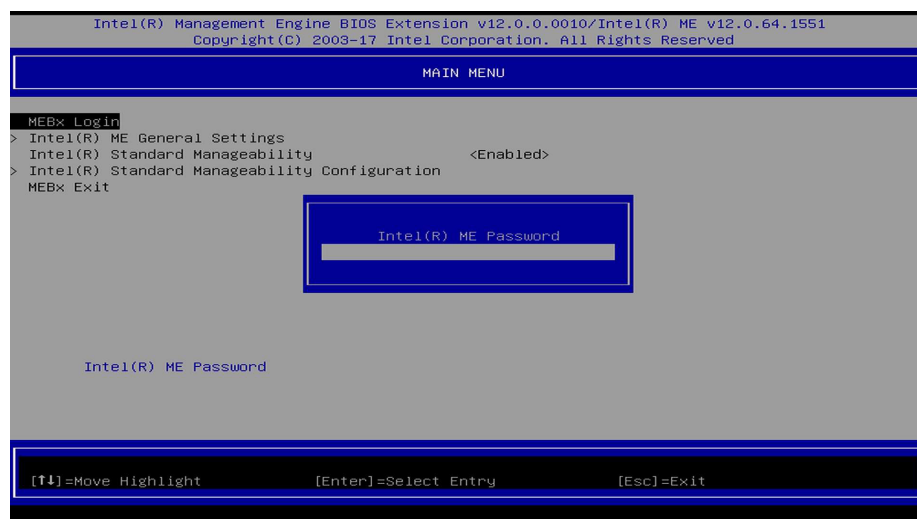 Intel(R) Management Engine BIOS Extension v12.0.0.0010/Intel(R) ME v12.0.64.1551
Copyright(C) 2003-17 Intel Corporation. All Rights Reserved
MAIN MENU
MEBx Login
> Intel(R) ME General Settings
Intel(R) Standard Manageability <Enabled>
> Intel(R) Standard Manageability Configuration
MEBx Exit
Intel(R) ME Password
Intel(R) ME Password
[↑↓]=Move Highlight [Enter]=Select Entry [Esc]=Exit